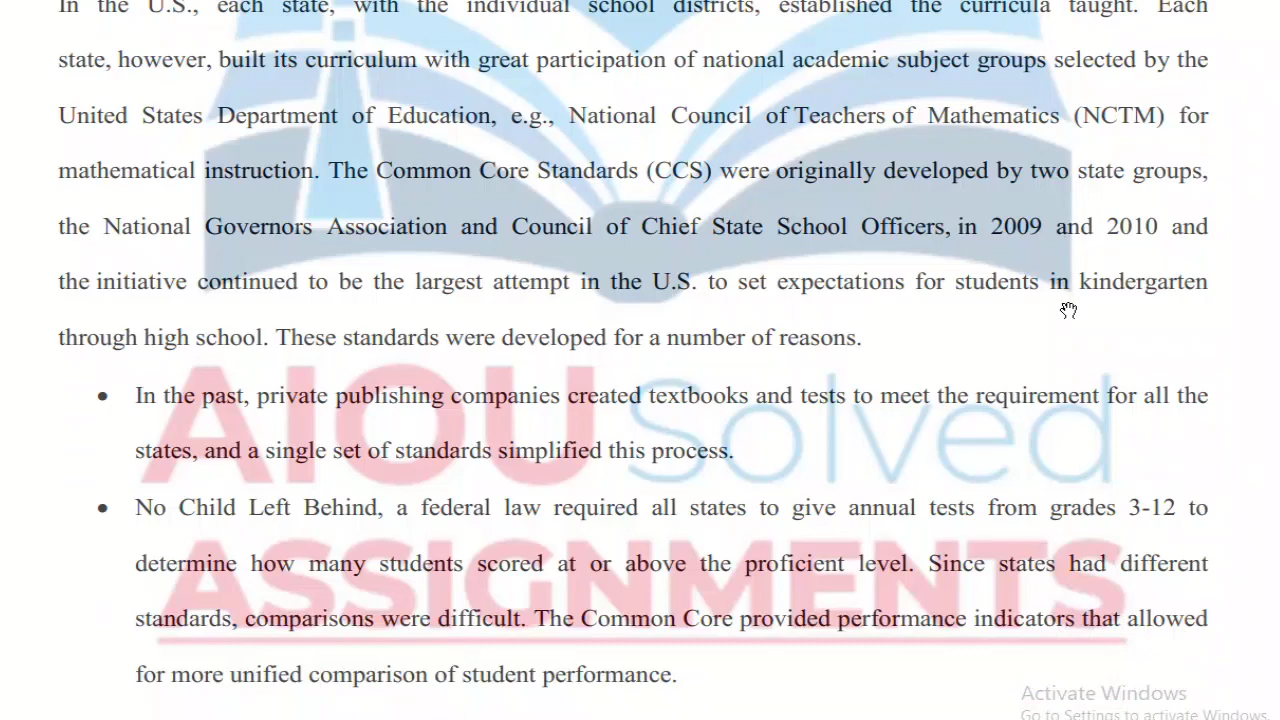 In the U.S., each state, with the individual school districts, established the curricula taught. Each
state, however, built its curriculum with great participation of national academic subject groups selected by the
United States Department of Education, e.g., National Council of Teachers of Mathematics (NCTM) for
mathematical instruction. The Common Core Standards (CCS) were originally developed by two state groups,
the National Governors Association and Council of Chief State School Officers, in 2009 and 2010 and
the initiative continued to be the largest attempt in the U.S. to set expectations for students in kindergarten
through high school. These standards were developed for a number of reasons.
• In the past, private publishing companies created textbooks and tests to meet the requirement for all the
states, and a single set of standards simplified this process.
• No Child Left Behind, a federal law required all states to give annual tests from grades 3-12 to
determine how many students scored at or above the proficient level. Since states had different
standards, comparisons were difficult. The Common Core provided performance indicators that allowed
for more unified comparison of student performance.
AIOU Solved
ASSIGNMENTS
Activate Windows
Go to Settings to activate Windows.